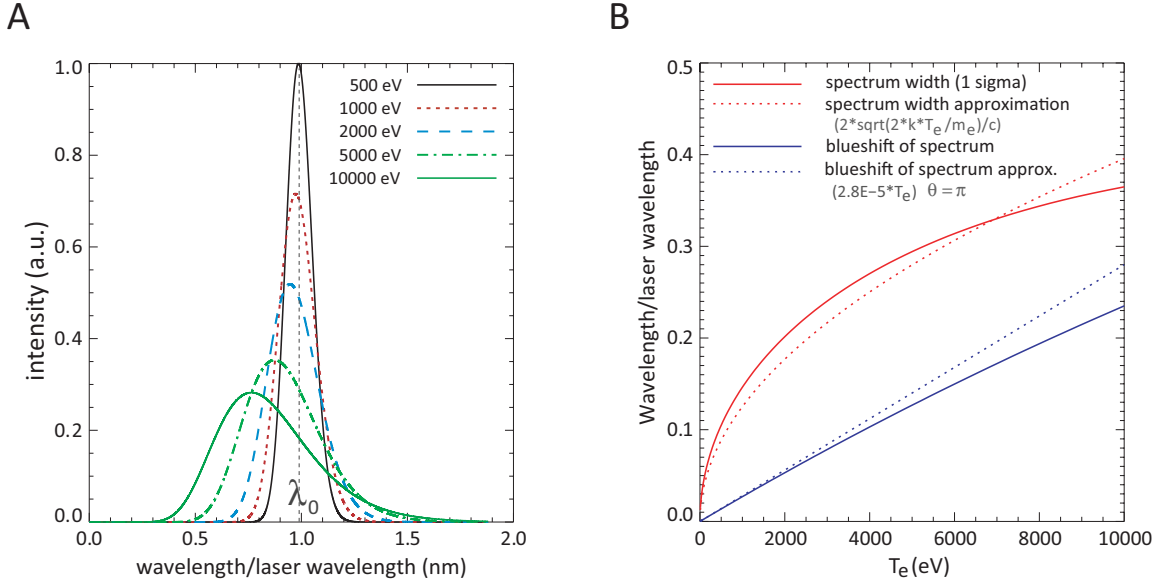 A
1.0
0.8
0.6
0.4
0.2
0.0
intensity (a.u.)
500 eV
1000 eV
2000 eV
5000 eV
10000 eV
λ0
0.0 0.5 1.0 1.5 2.0
wavelength/laser wavelength (nm)
B
0.5
0.4
0.3
0.2
0.1
0.0
Wavelength/laser wavelength
spectrum width (1 sigma)
spectrum width approximation
(2*sqrt(2*k*Te/me)/c)
blueshift of spectrum
blueshift of spectrum approx.
(2.8E−5*Te) θ = π
0 2000 4000 6000 8000 10000
Te(eV)